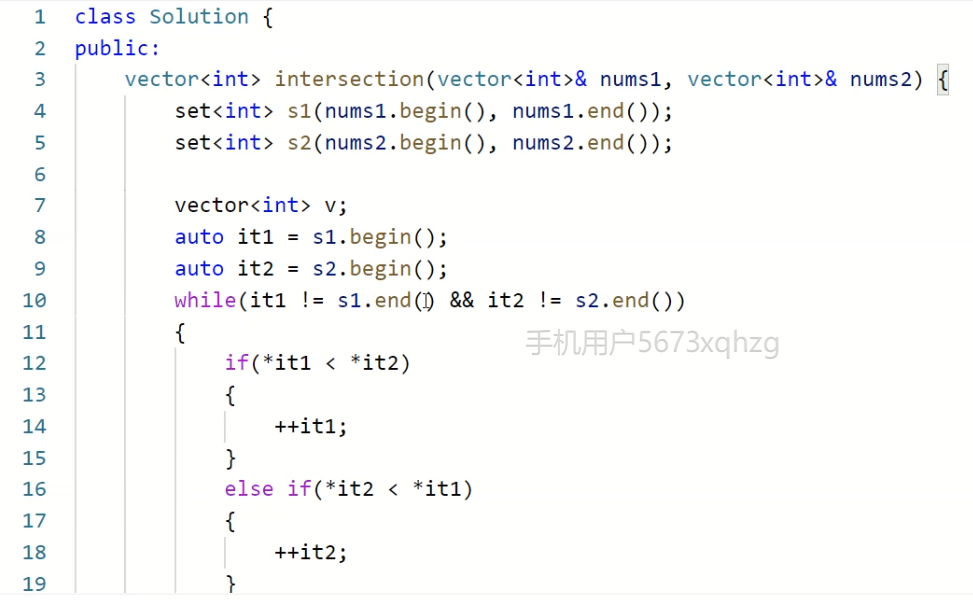 1 class Solution {
2 public:
3 vector<int> intersection(vector<int>& nums1, vector<int>& nums2) {
4 set<int> s1(nums1.begin(), nums1.end());
5 set<int> s2(nums2.begin(), nums2.end());
6
7 vector<int> v;
8 auto it1 = s1.begin();
9 auto it2 = s2.begin();
10 while(it1 != s1.end() && it2 != s2.end())
11 {
手机用户5673xqhzg
12 if(*it1 < *it2)
13 {
14 ++it1;
15 }
16 else if(*it2 < *it1)
17 {
18 ++it2;
19 }